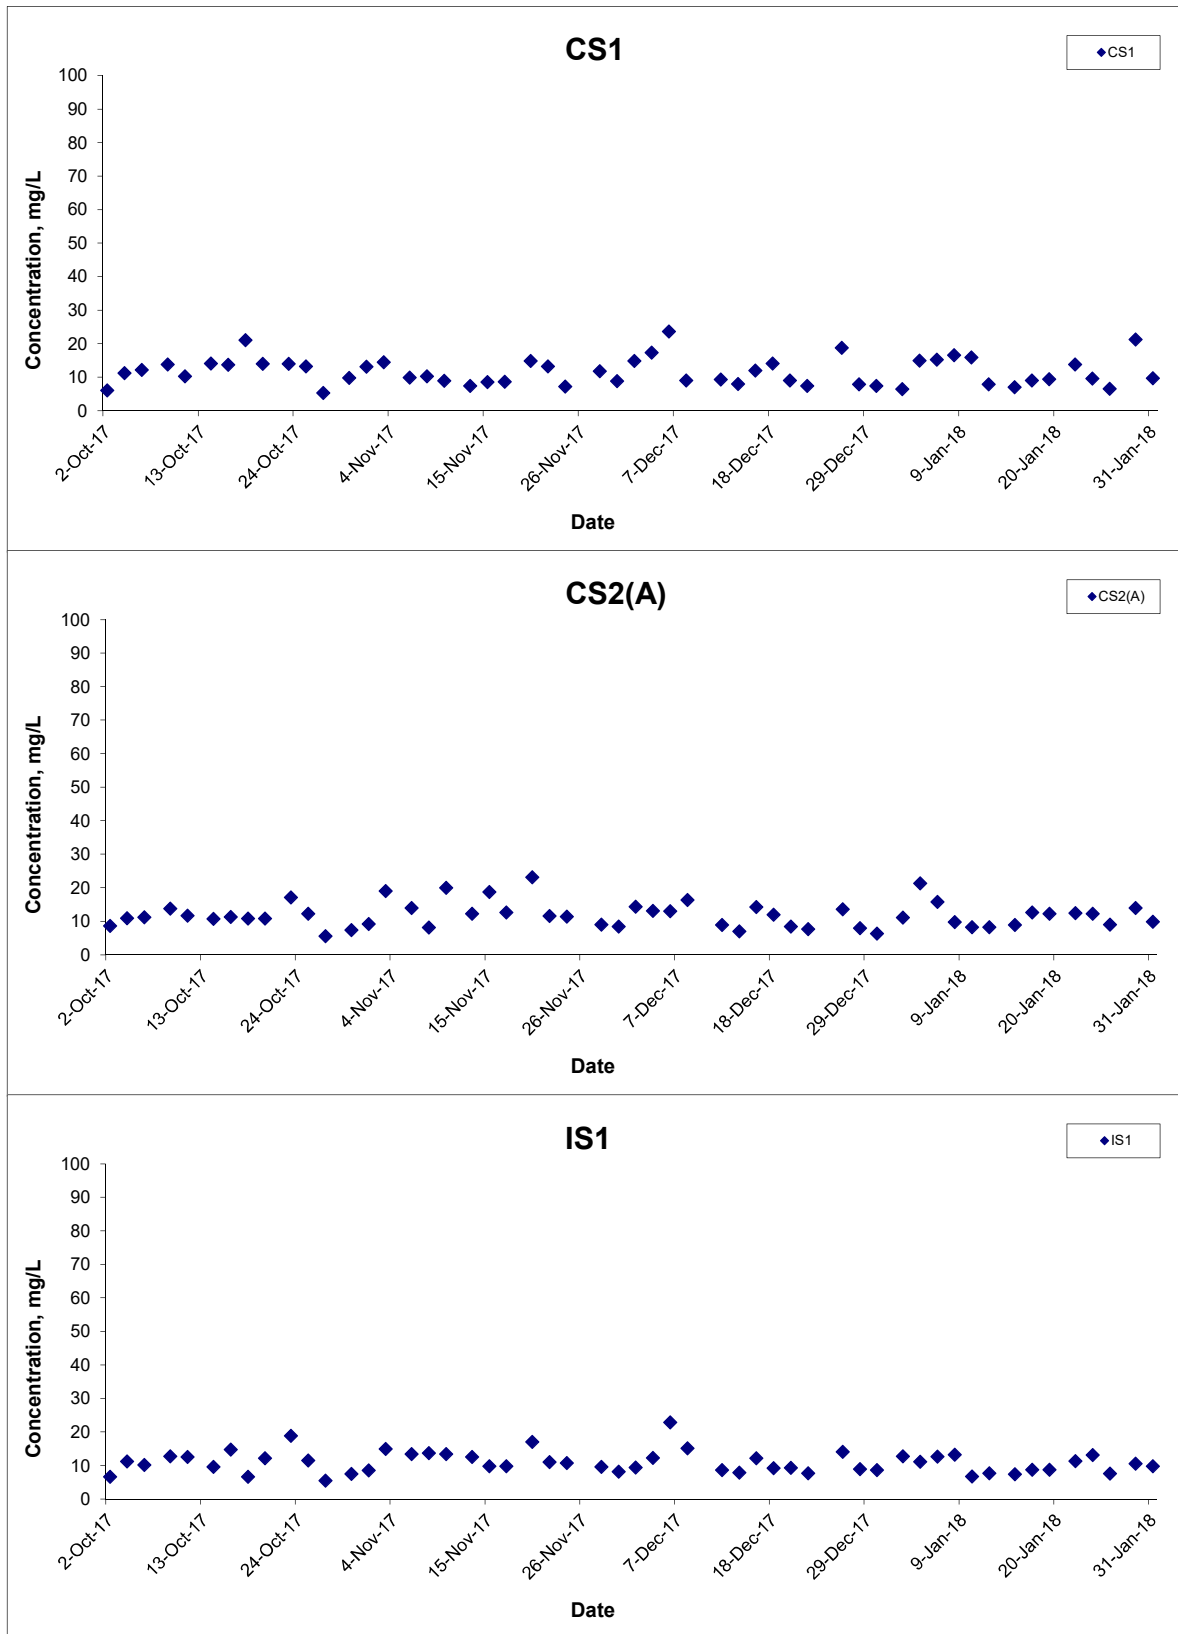 CS1
CS1
100
90
80
70
60
50
40
30
20
10
0
Concentration, mg/L
2-Oct-17
13-Oct-17
24-Oct-17
4-Nov-17
15-Nov-17
26-Nov-17
7-Dec-17
18-Dec-17
29-Dec-17
9-Jan-18
20-Jan-18
31-Jan-18
Date
CS2(A)
CS2(A)
100
90
80
70
60
50
40
30
20
10
0
Concentration, mg/L
2-Oct-17
13-Oct-17
24-Oct-17
4-Nov-17
15-Nov-17
26-Nov-17
7-Dec-17
18-Dec-17
29-Dec-17
9-Jan-18
20-Jan-18
31-Jan-18
Date
IS1
IS1
100
90
80
70
60
50
40
30
20
10
0
Concentration, mg/L
2-Oct-17
13-Oct-17
24-Oct-17
4-Nov-17
15-Nov-17
26-Nov-17
7-Dec-17
18-Dec-17
29-Dec-17
9-Jan-18
20-Jan-18
31-Jan-18
Date